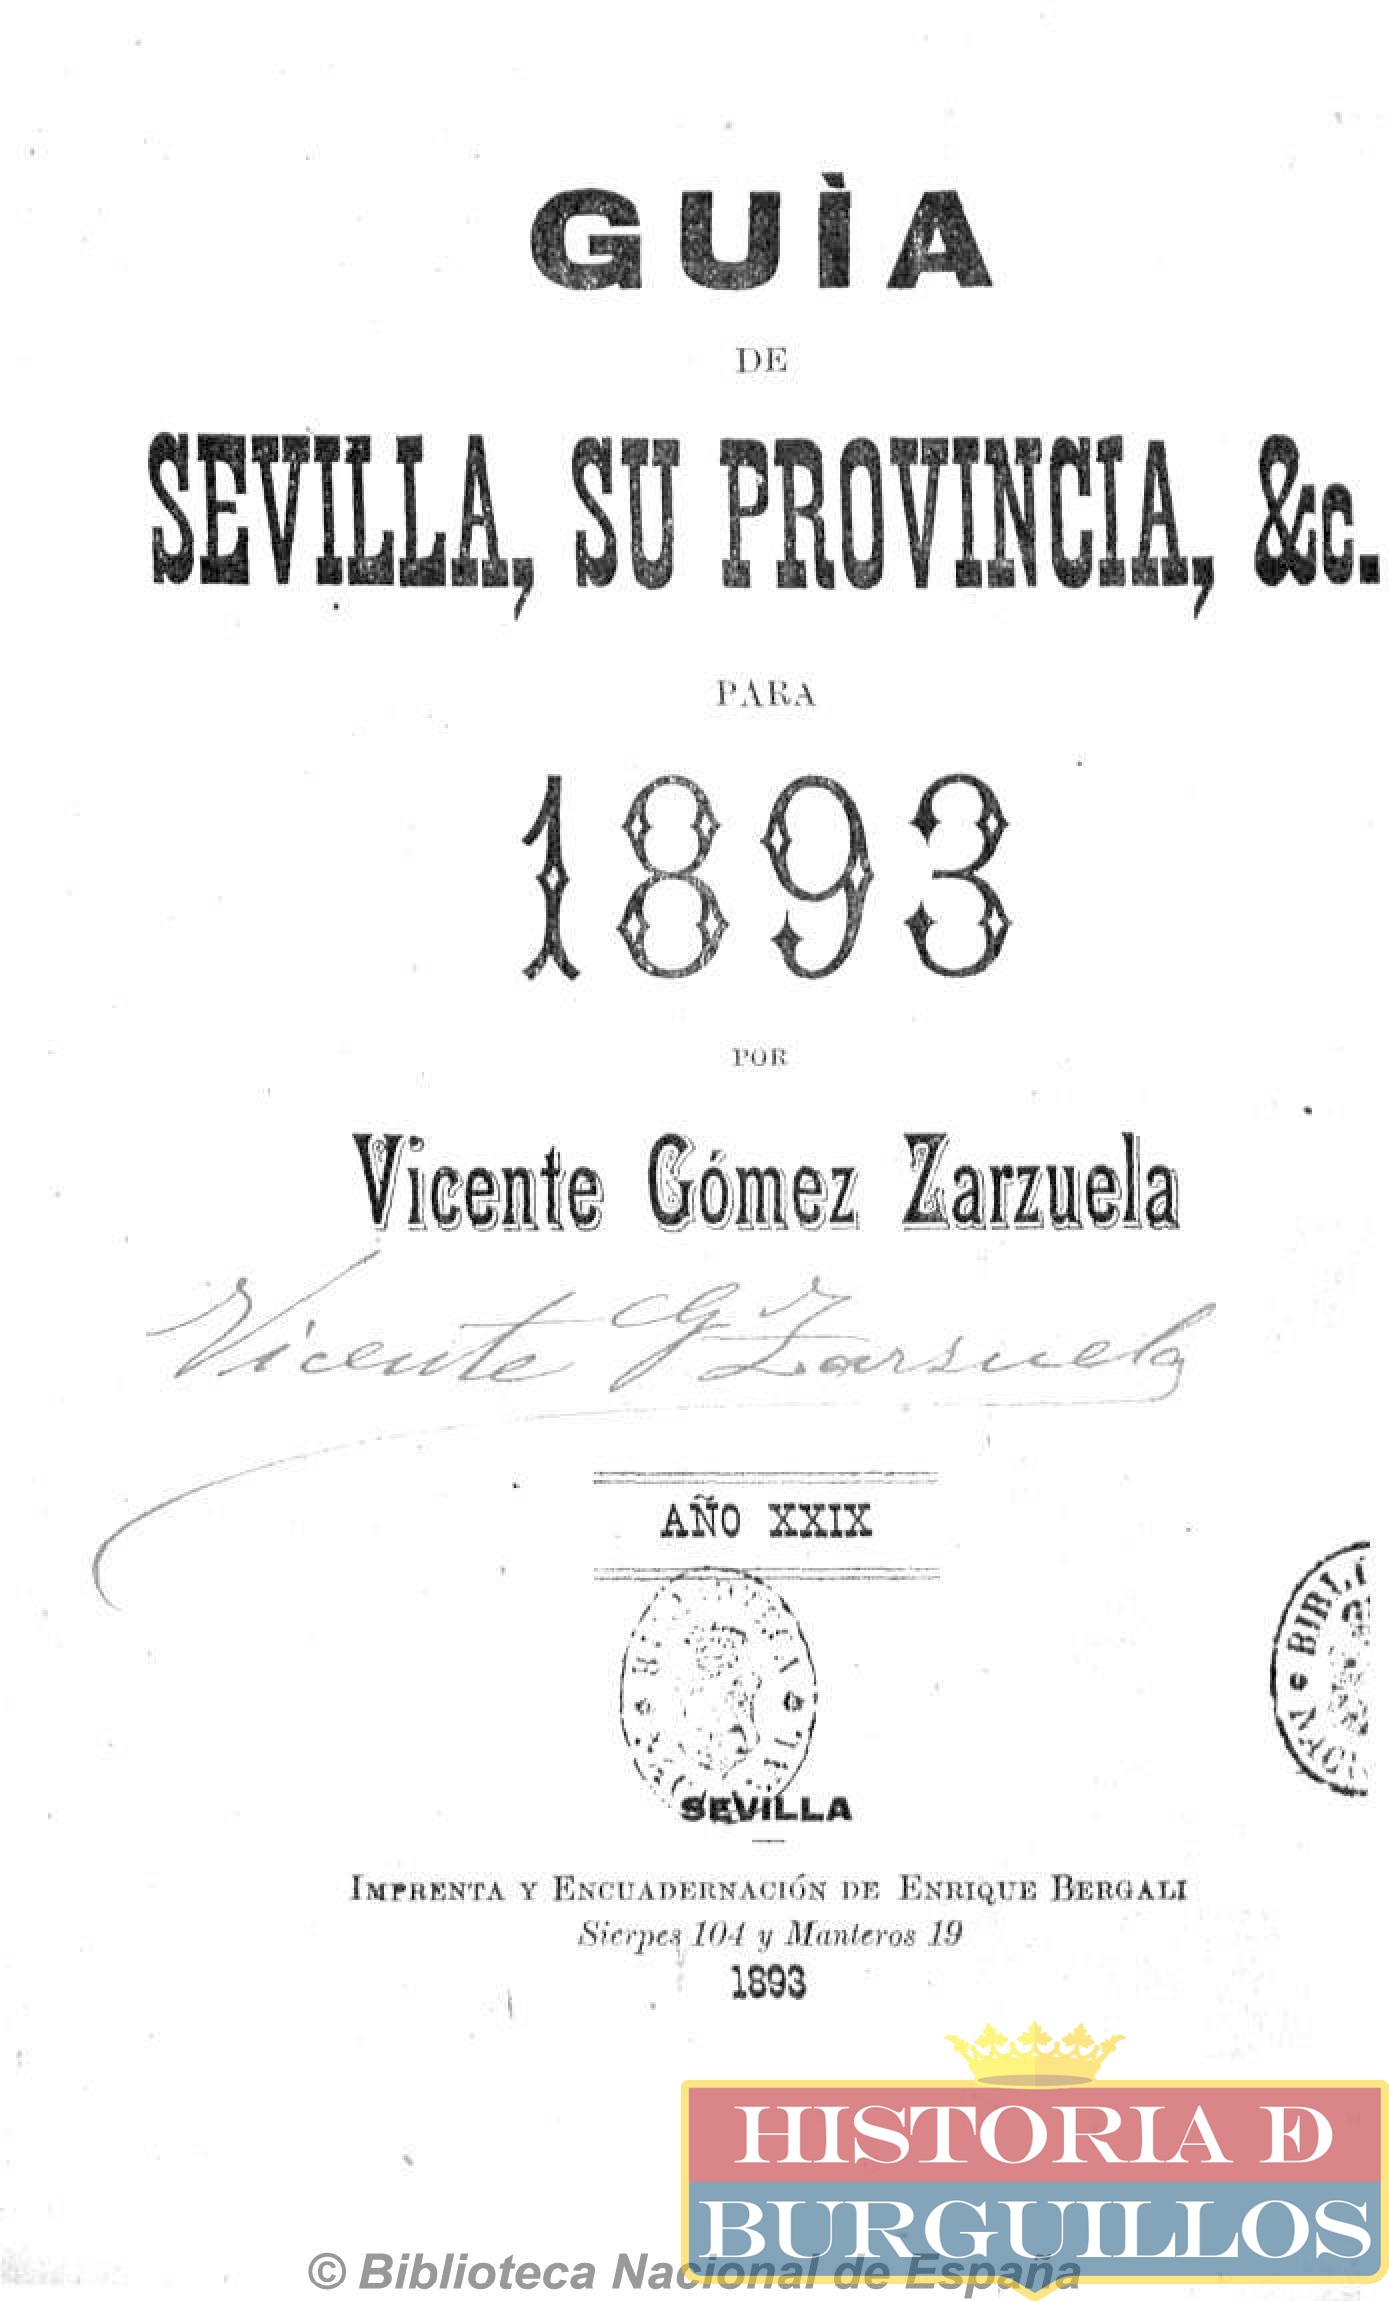 GUÌA
DE
SEVILLA, SU PROVINCIA, &c.
PARA
1893
POR
Vicente Gómez Zarzuela
Vicente G Zarzuela
AÑO XXIX
SEVILLA
IMPRENTA Y ENCUADERNACIÓN DE ENRIQUE BERGALI
Sierpes 104 y Manteros 19
1893
HISTORIA DE
BURGUILLOS
© Biblioteca Nacional de España